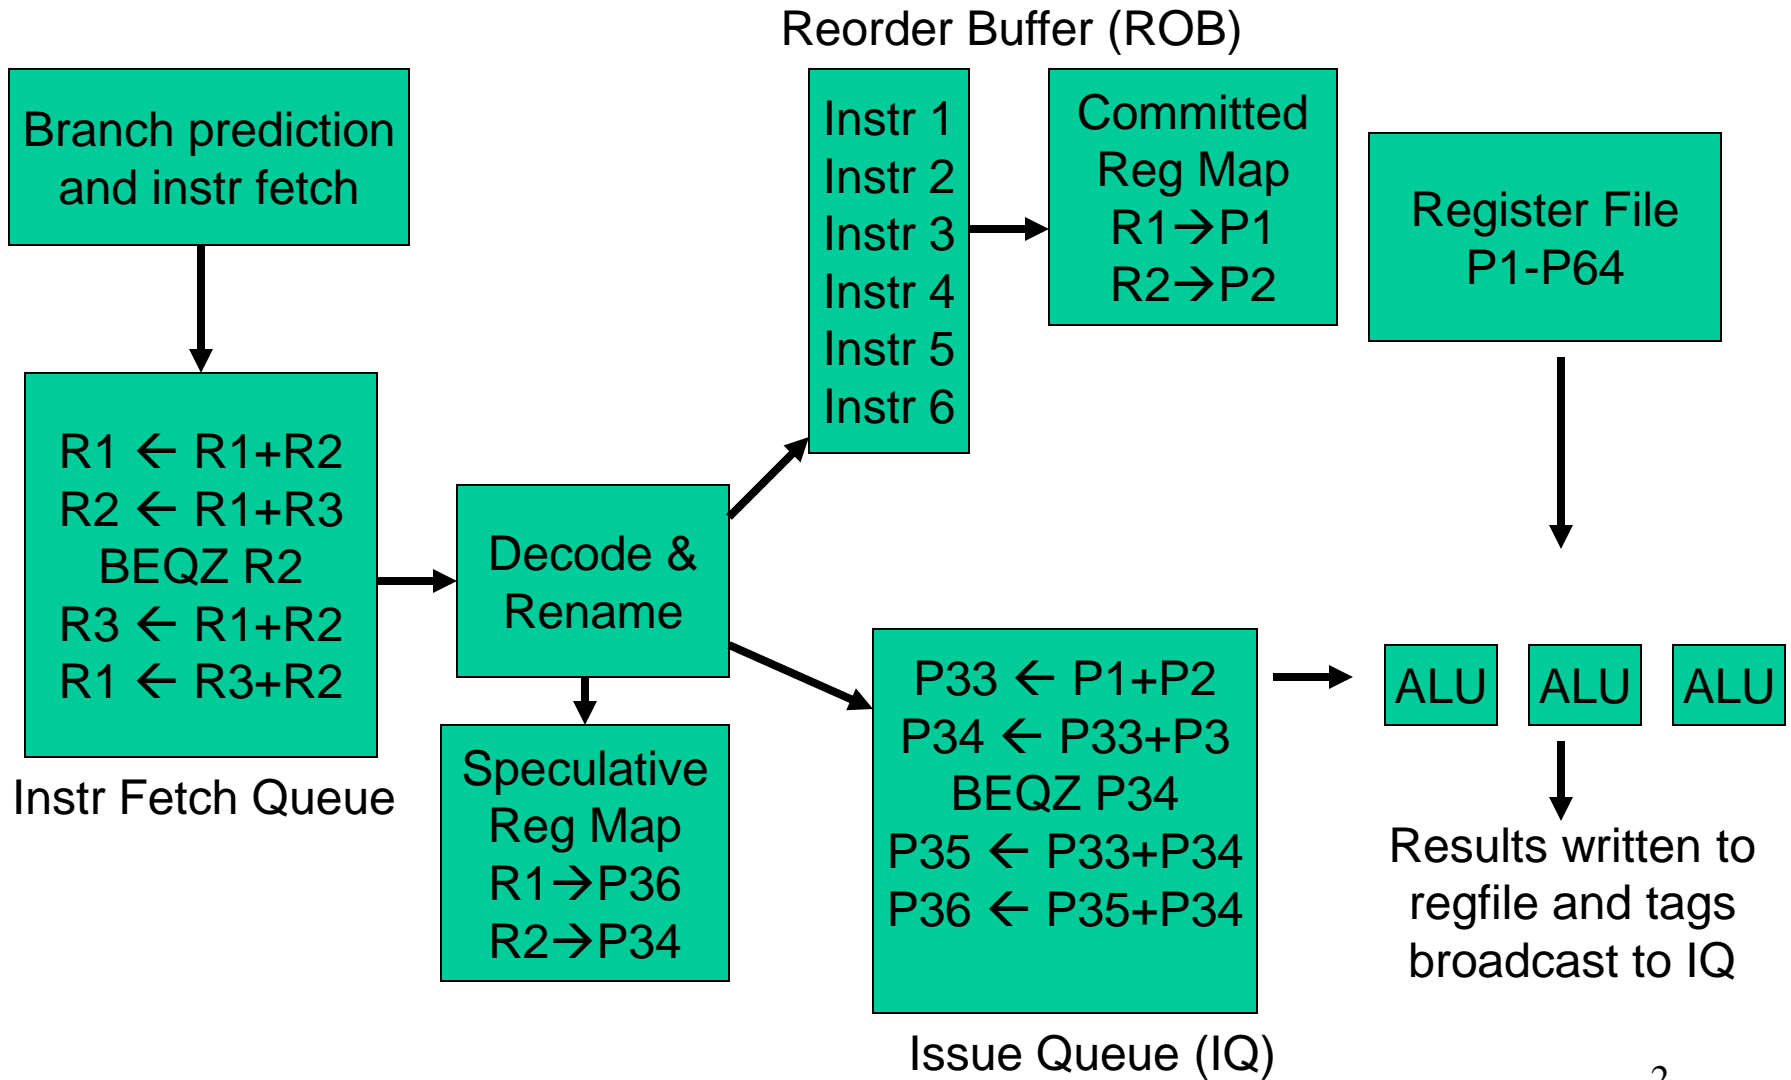 Reorder Buffer (ROB)
Branch prediction
and instr fetch
Instr 1
Instr 2
Instr 3
Instr 4
Instr 5
Instr 6
Committed
Reg Map
R1→P1
R2→P2
Register File
P1-P64
R1 ← R1+R2
R2 ← R1+R3
BEQZ R2
R3 ← R1+R2
R1 ← R3+R2
Instr Fetch Queue
Decode &
Rename
Speculative
Reg Map
R1→P36
R2→P34
P33 ← P1+P2
P34 ← P33+P3
BEQZ P34
P35 ← P33+P34
P36 ← P35+P34
Issue Queue (IQ)
ALU
ALU
ALU
Results written to
regfile and tags
broadcast to IQ
2